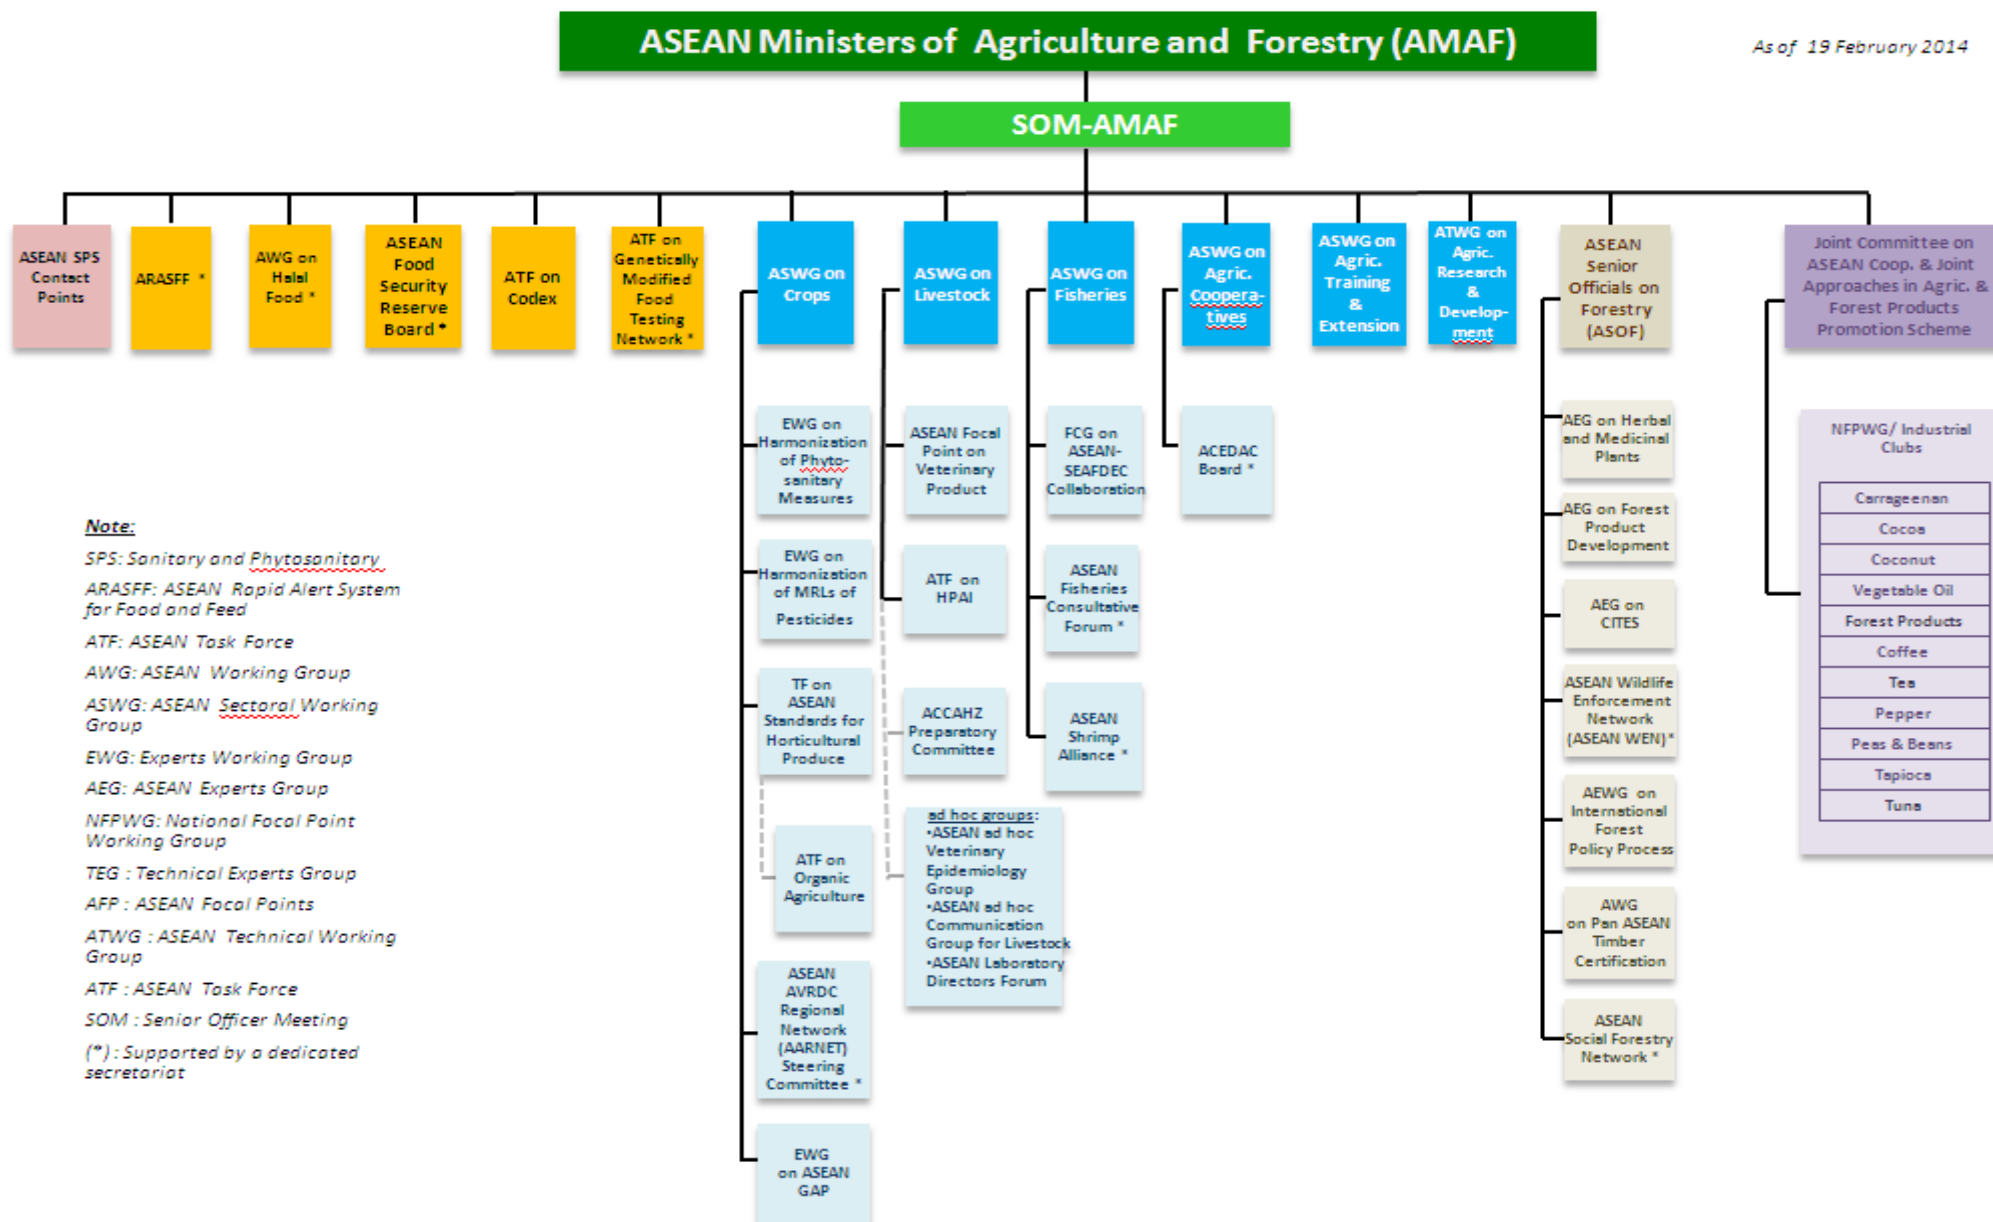 ASEAN Ministers of Agriculture and Forestry (AMAF)
As of 19 February 2014
SOM-AMAF
ASEAN SPS
Contact
Points
ARASFF *
AWG on
Halal
Food *
ASEAN
Food
Security
Reserve
Board *
ATF on
Codex
ATF on
Genetically
Modified
Food
Testing
Network *
ASWG on
Crops
ASWG on
Livestock
ASWG on
Fisheries
ASWG on
Agric.
Coopera-
tives
ASWG on
Agric.
Training
&
Extension
ATWG on
Agric.
Research
&
Develop-
ment
ASEAN
Senior
Officials on
Forestry
(ASOF)
Joint Committee on
ASEAN Coop. & Joint
Approaches in Agric. &
Forest Products
Promotion Scheme
EWG on
Harmonization
of Phyto-
sanitary
Measures
EWG on
Harmonization
of MRLs of
Pesticides
TF on
ASEAN
Standards for
Horticultural
Produce
ATF on
Organic
Agriculture
ASEAN
AVRDC
Regional
Network
(AARNET)
Steering
Committee *
EWG
on ASEAN
GAP
ASEAN Focal
Point on
Veterinary
Product
ATF on
HPAI
ACCAHZ
Preparatory
Committee
ad hoc groups:
•ASEAN ad hoc
Veterinary
Epidemiology
Group
•ASEAN ad hoc
Communication
Group for Livestock
•ASEAN Laboratory
Directors Forum
FCG on
ASEAN-
SEAFDEC
Collaboration
ASEAN
Fisheries
Consultative
Forum *
ASEAN
Shrimp
Alliance *
ACEDAC
Board *
AEG on Herbal
and Medicinal
Plants
AEG on Forest
Product
Development
AEG on
CITES
ASEAN Wildlife
Enforcement
Network
(ASEAN WEN)*
AEWG on
International
Forest
Policy Process
AWG
on Pan ASEAN
Timber
Certification
ASEAN
Social Forestry
Network *
NFPWG/ Industrial
Clubs
Carrageenan
Cocoa
Coconut
Vegetable Oil
Forest Products
Coffee
Tea
Pepper
Peas & Beans
Tapioca
Tuna
Note:
SPS: Sanitary and Phytosanitary
ARASFF: ASEAN Rapid Alert System
for Food and Feed
ATF: ASEAN Task Force
AWG: ASEAN Working Group
ASWG: ASEAN Sectoral Working
Group
EWG: Experts Working Group
AEG: ASEAN Experts Group
NFPWG: National Focal Point
Working Group
TEG : Technical Experts Group
AFP : ASEAN Focal Points
ATWG : ASEAN Technical Working
Group
ATF : ASEAN Task Force
SOM : Senior Officer Meeting
(*) : Supported by a dedicated
secretariat